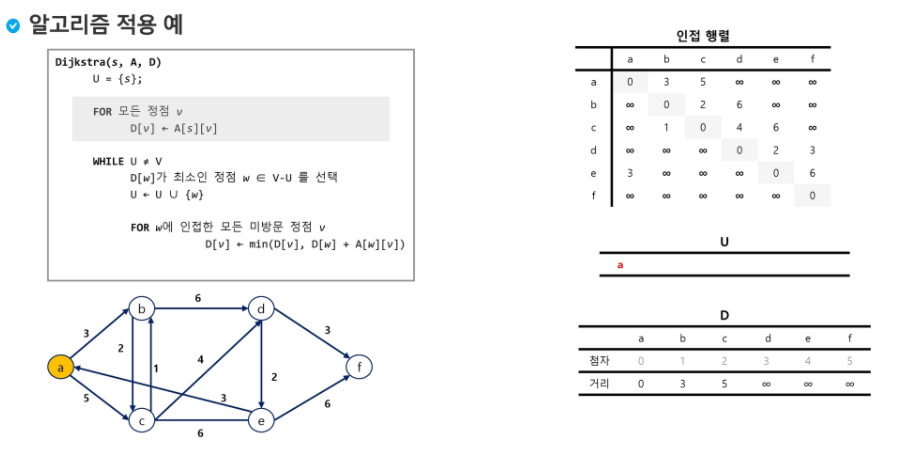 알고리즘 적용 예
Dijkstra(s, A, D)
U = {s};
FOR 모든 정점 v
D[v] ← A[s][v]
WHILE U ≠ V
D[w]가 최소인 정점 w ∈ V-U 를 선택
U ← U ∪ {w}
FOR w에 인접한 모든 미방문 정점 v
D[v] ← min(D[v], D[w] + A[w][v])
인접 행렬
a b c d e f
a 0 3 5 ∞ ∞ ∞
b ∞ 0 2 6 ∞ ∞
c ∞ 1 0 4 6 ∞
d ∞ ∞ ∞ 0 2 3
e 3 ∞ ∞ ∞ 0 6
f ∞ ∞ ∞ ∞ ∞ 0
U
a
D
a b c d e f
첨자 0 1 2 3 4 5
거리 0 3 5 ∞ ∞ ∞
6
b d
3 3
2 4
1 2
a f
5 3 6
c e
6